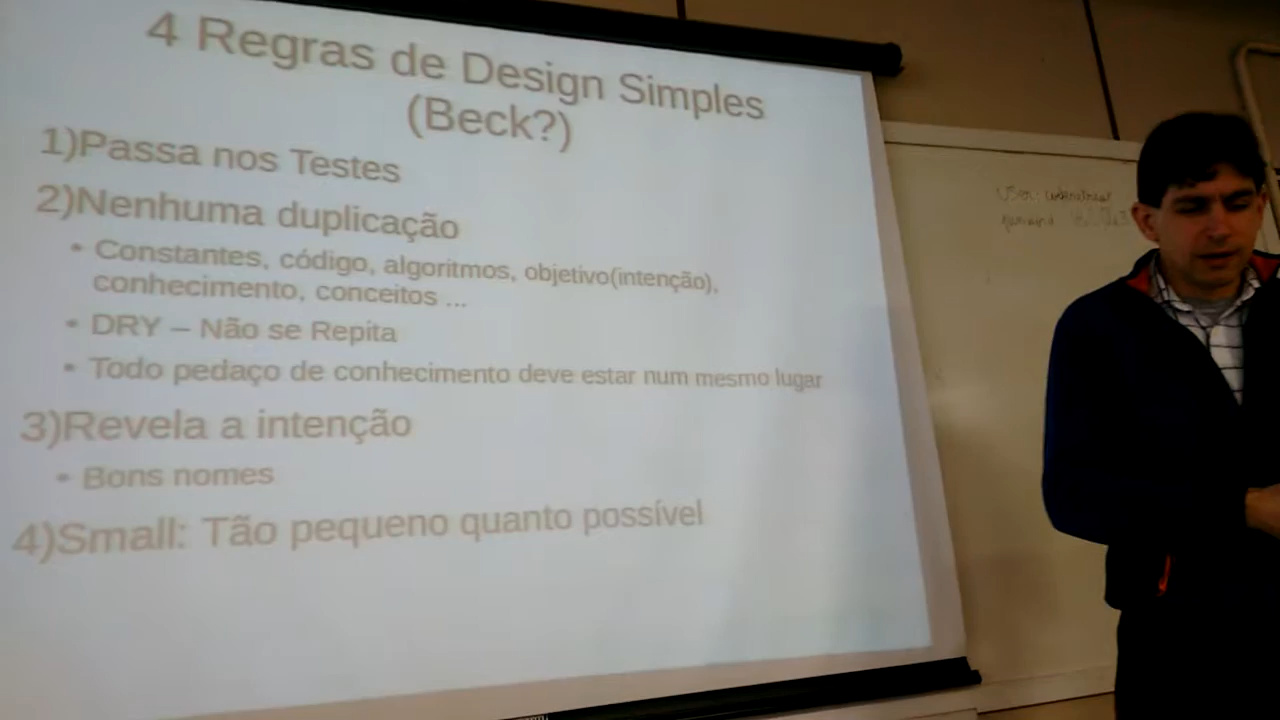 4 Regras de Design Simples
(Beck?)
1)Passa nos Testes
2)Nenhuma duplicação
• Constantes, código, algoritmos, objetivo(intenção),
conhecimento, conceitos ...
• DRY – Não se Repita
• Todo pedaço de conhecimento deve estar num mesmo lugar
3)Revela a intenção
• Bons nomes
4)Small: Tão pequeno quanto possível
User: